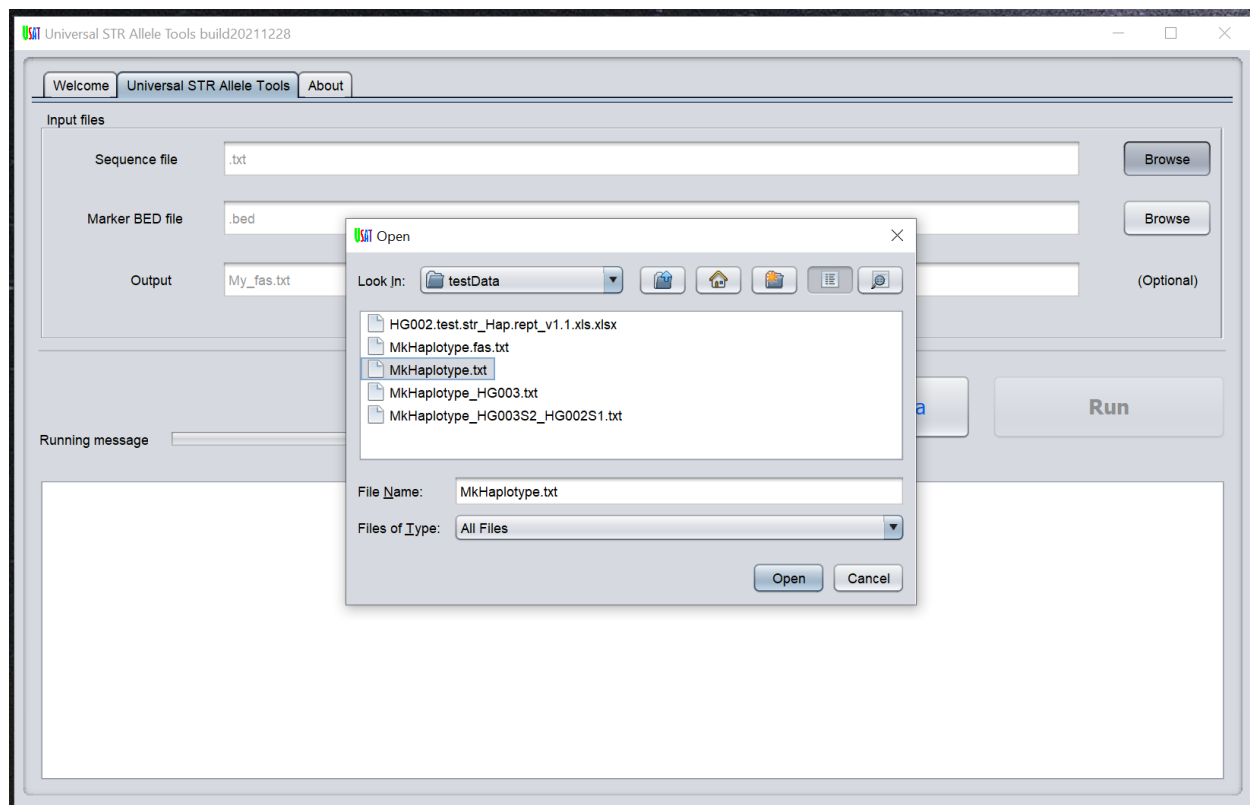 USAT Universal STR Allele Tools build20211228
Welcome Universal STR Allele Tools About
Input files
Sequence file .txt Browse
Marker BED file .bed Browse
Output My_fas.txt (Optional)
USAT Open
Look In: testData
HG002.test.str_Hap.rept_v1.1.xls.xlsx
MkHaplotype.fas.txt
MkHaplotype.txt
MkHaplotype_HG003.txt
MkHaplotype_HG003S2_HG002S1.txt
File Name: MkHaplotype.txt
Files of Type: All Files
Open Cancel
a Run
Running message